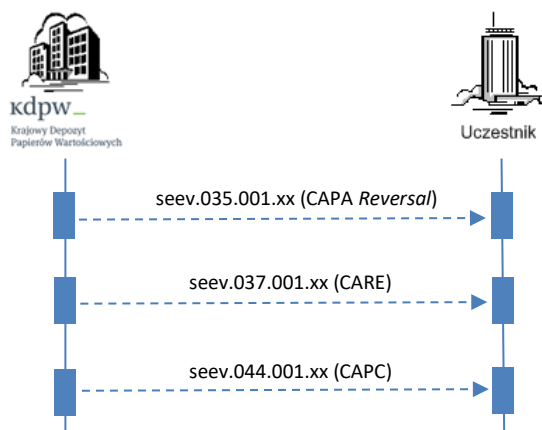 kdpw_
Krajowy Depozyt
Papierów Wartościowych
Uczestnik
seev.035.001.xx (CAPA Reversal)
seev.037.001.xx (CARE)
seev.044.001.xx (CAPC)